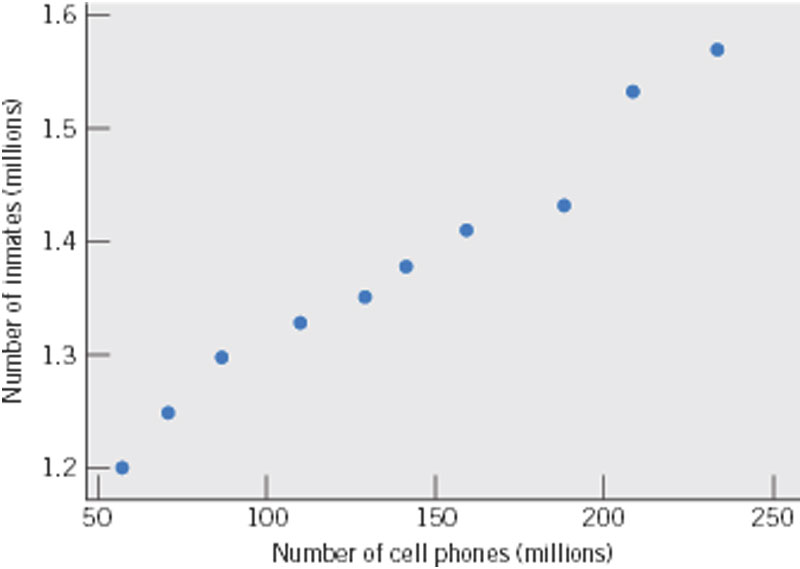 1.6
1.5
1.4
1.3
1.2
Number of inmates (millions)
50 100 150 200 250
Number of cell phones (millions)